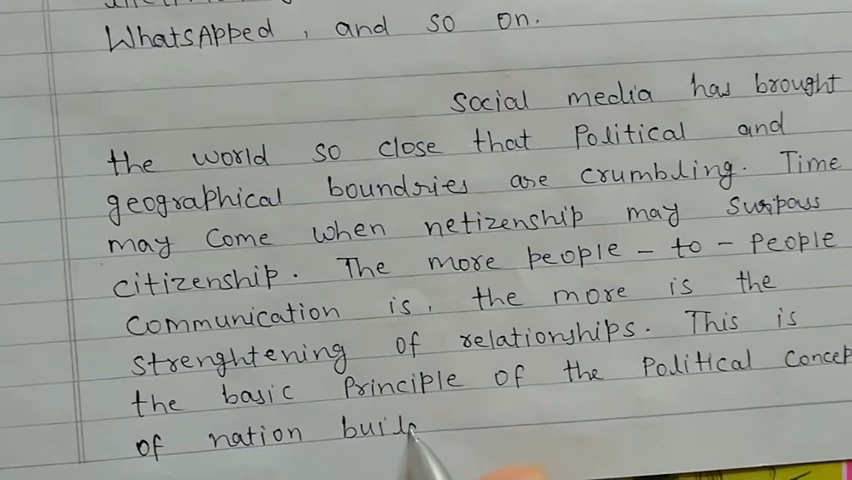 WhatsApped, and so on.
Social media has brought
the world so close that Political and
geographical boundries are crumbling. Time
may come when netizenship may surpass
citizenship. The more people-to-people
communication is, the more is the
strenghtening of relationships. This is
the basic Principle of the Political concep
of nation buil